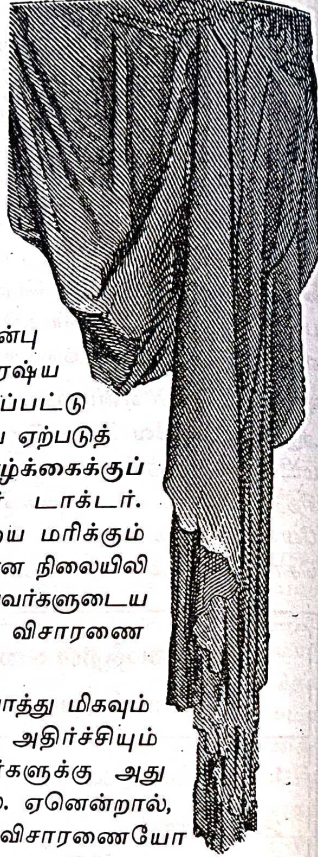 ன்பு
ரஷ்ய
ப்பட்டு
ஏற்படுத்
ழ்க்கைக்குப்
டாக்டர்.
மரிக்கும்
ன நிலையிலி
வர்களுடைய
விசாரணை
ாத்து மிகவும்
அதிர்ச்சியும்
ர்களுக்கு அது
ஏனென்றால்,
விசாரணையோ